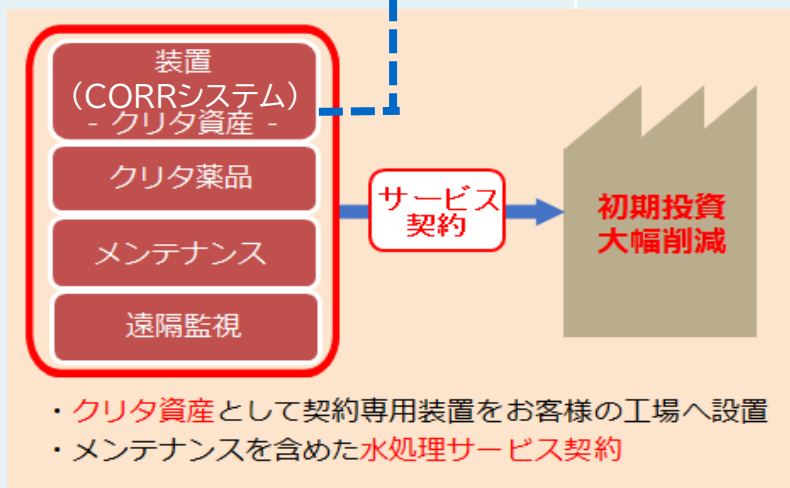 装置
（CORRシステム）
- クリタ資産 -
クリタ薬品
メンテナンス
遠隔監視
サービス
契約
初期投資
大幅削減
・クリタ資産として契約専用装置をお客様の工場へ設置
・メンテナンスを含めた水処理サービス契約